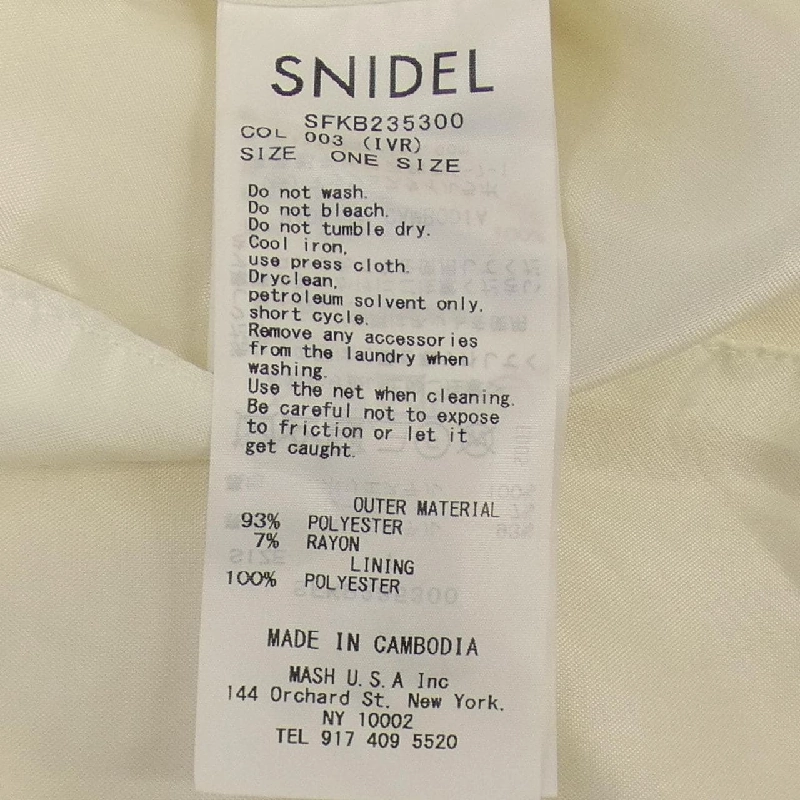 SNIDEL
SFKB235300
COL 003 (IVR)
SIZE ONE SIZE
Do not wash.
Do not bleach.
Do not tumble dry.
Cool iron,
use press cloth.
Dryclean,
petroleum solvent only,
short cycle.
Remove any accessories
from the laundry when
washing.
Use the net when cleaning.
Be careful not to expose
to friction or let it
get caught.
OUTER MATERIAL
93% POLYESTER
7% RAYON
LINING
100% POLYESTER
MADE IN CAMBODIA
MASH U.S.A Inc
144 Orchard St. New York.
NY 10002
TEL 917 409 5520